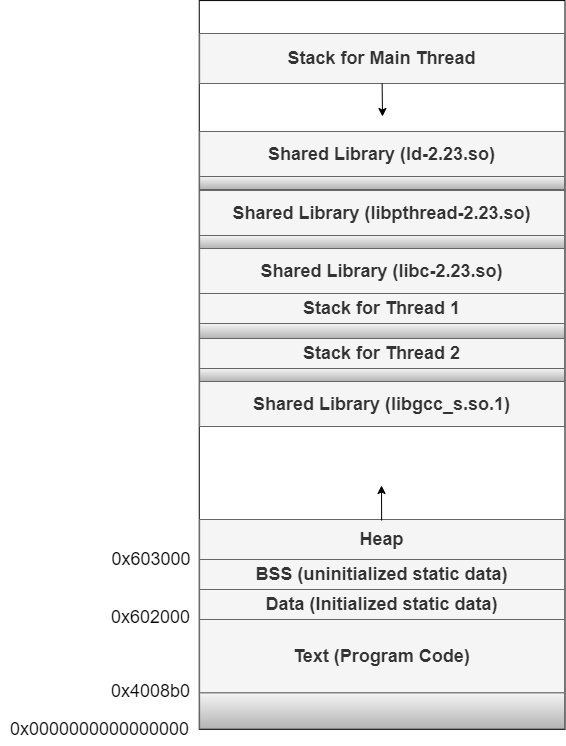 Stack for Main Thread
Shared Library (ld-2.23.so)
Shared Library (libpthread-2.23.so)
Shared Library (libc-2.23.so)
Stack for Thread 1
Stack for Thread 2
Shared Library (libgcc_s.so.1)
Heap
0x603000
BSS (uninitialized static data)
Data (Initialized static data)
0x602000
Text (Program Code)
0x4008b0
0x0000000000000000